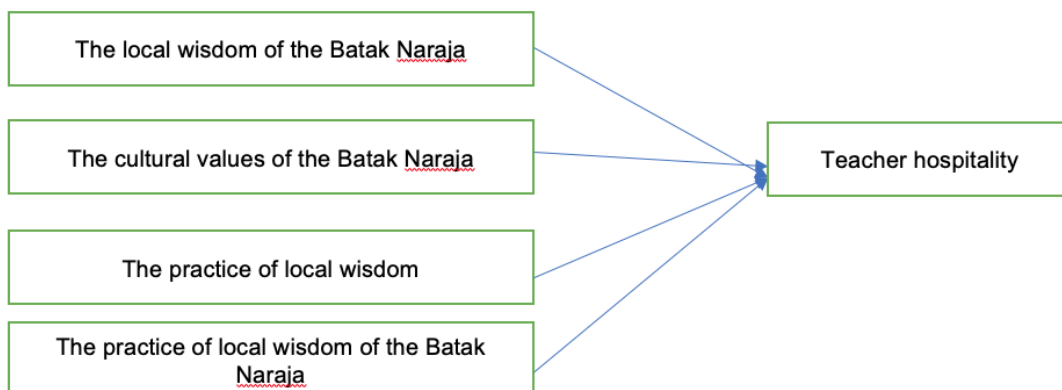 The local wisdom of the Batak Naraja
The cultural values of the Batak Naraja
Teacher hospitality
The practice of local wisdom
The practice of local wisdom of the Batak
Naraja